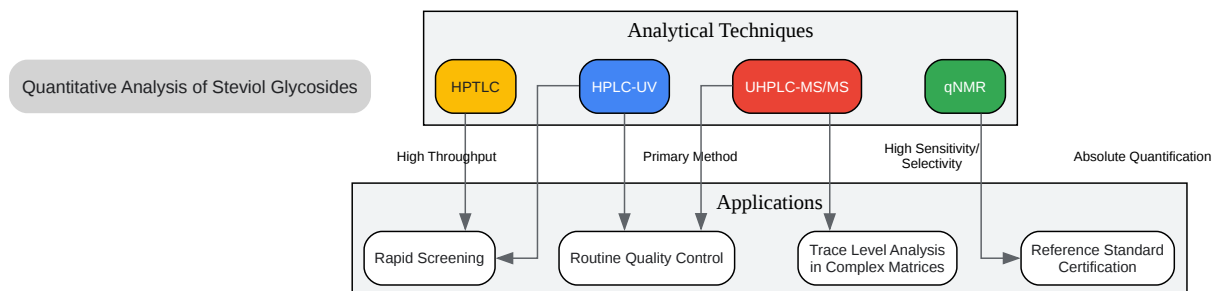 Analytical Techniques
Quantitative Analysis of Steviol Glycosides
HPTLC
HPLC-UV
UHPLC-MS/MS
qNMR
High Throughput
Primary Method
High Sensitivity/
Selectivity
Absolute Quantification
Applications
Rapid Screening
Routine Quality Control
Trace Level Analysis
in Complex Matrices
Reference Standard
Certification